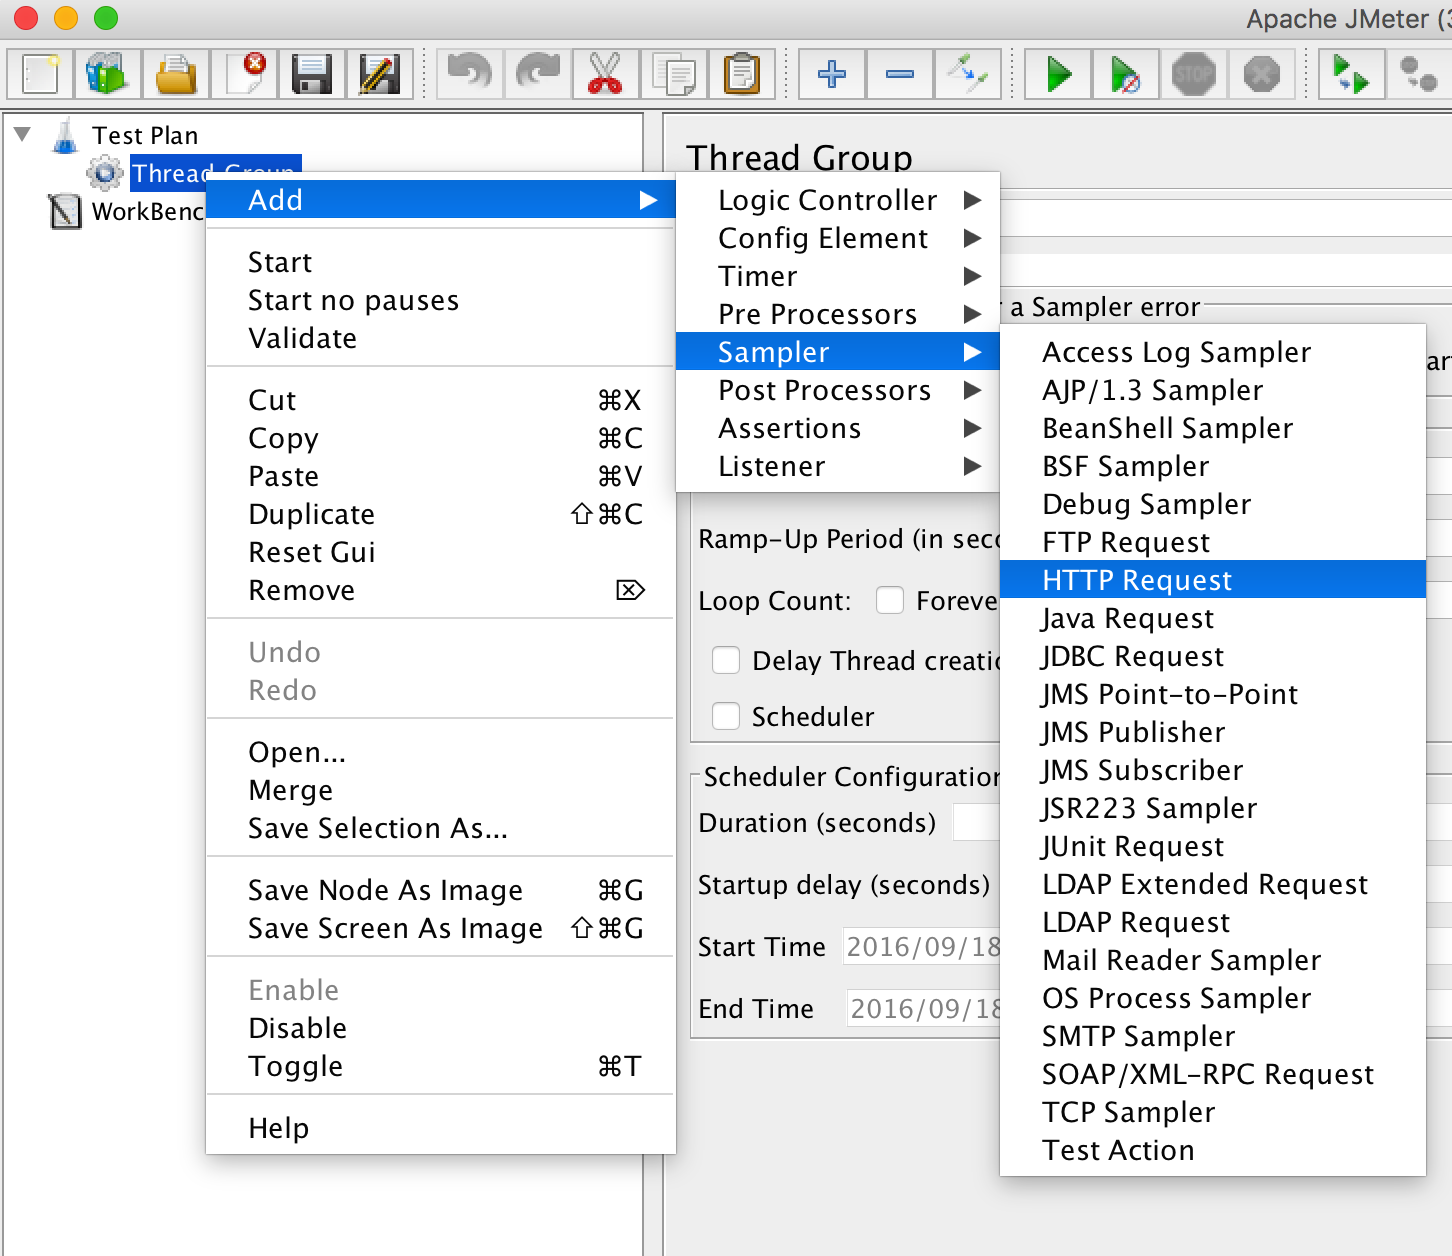 Apache JMeter (3
STOP
Test Plan
Thread Group
WorkBenc
Thread Group
a Sampler error
Ramp-Up Period (in seco
Loop Count: Foreve
Delay Thread creatio
Scheduler
Scheduler Configuration
Duration (seconds)
Startup delay (seconds)
Start Time 2016/09/18
End Time 2016/09/18
Add
Start
Start no pauses
Validate
Cut ⌘X
Copy ⌘C
Paste ⌘V
Duplicate ⇧⌘C
Reset Gui
Remove ⌦
Undo
Redo
Open...
Merge
Save Selection As...
Save Node As Image ⌘G
Save Screen As Image ⇧⌘G
Enable
Disable
Toggle ⌘T
Help
Logic Controller
Config Element
Timer
Pre Processors
Sampler
Post Processors
Assertions
Listener
Access Log Sampler
AJP/1.3 Sampler
BeanShell Sampler
BSF Sampler
Debug Sampler
FTP Request
HTTP Request
Java Request
JDBC Request
JMS Point-to-Point
JMS Publisher
JMS Subscriber
JSR223 Sampler
JUnit Request
LDAP Extended Request
LDAP Request
Mail Reader Sampler
OS Process Sampler
SMTP Sampler
SOAP/XML-RPC Request
TCP Sampler
Test Action